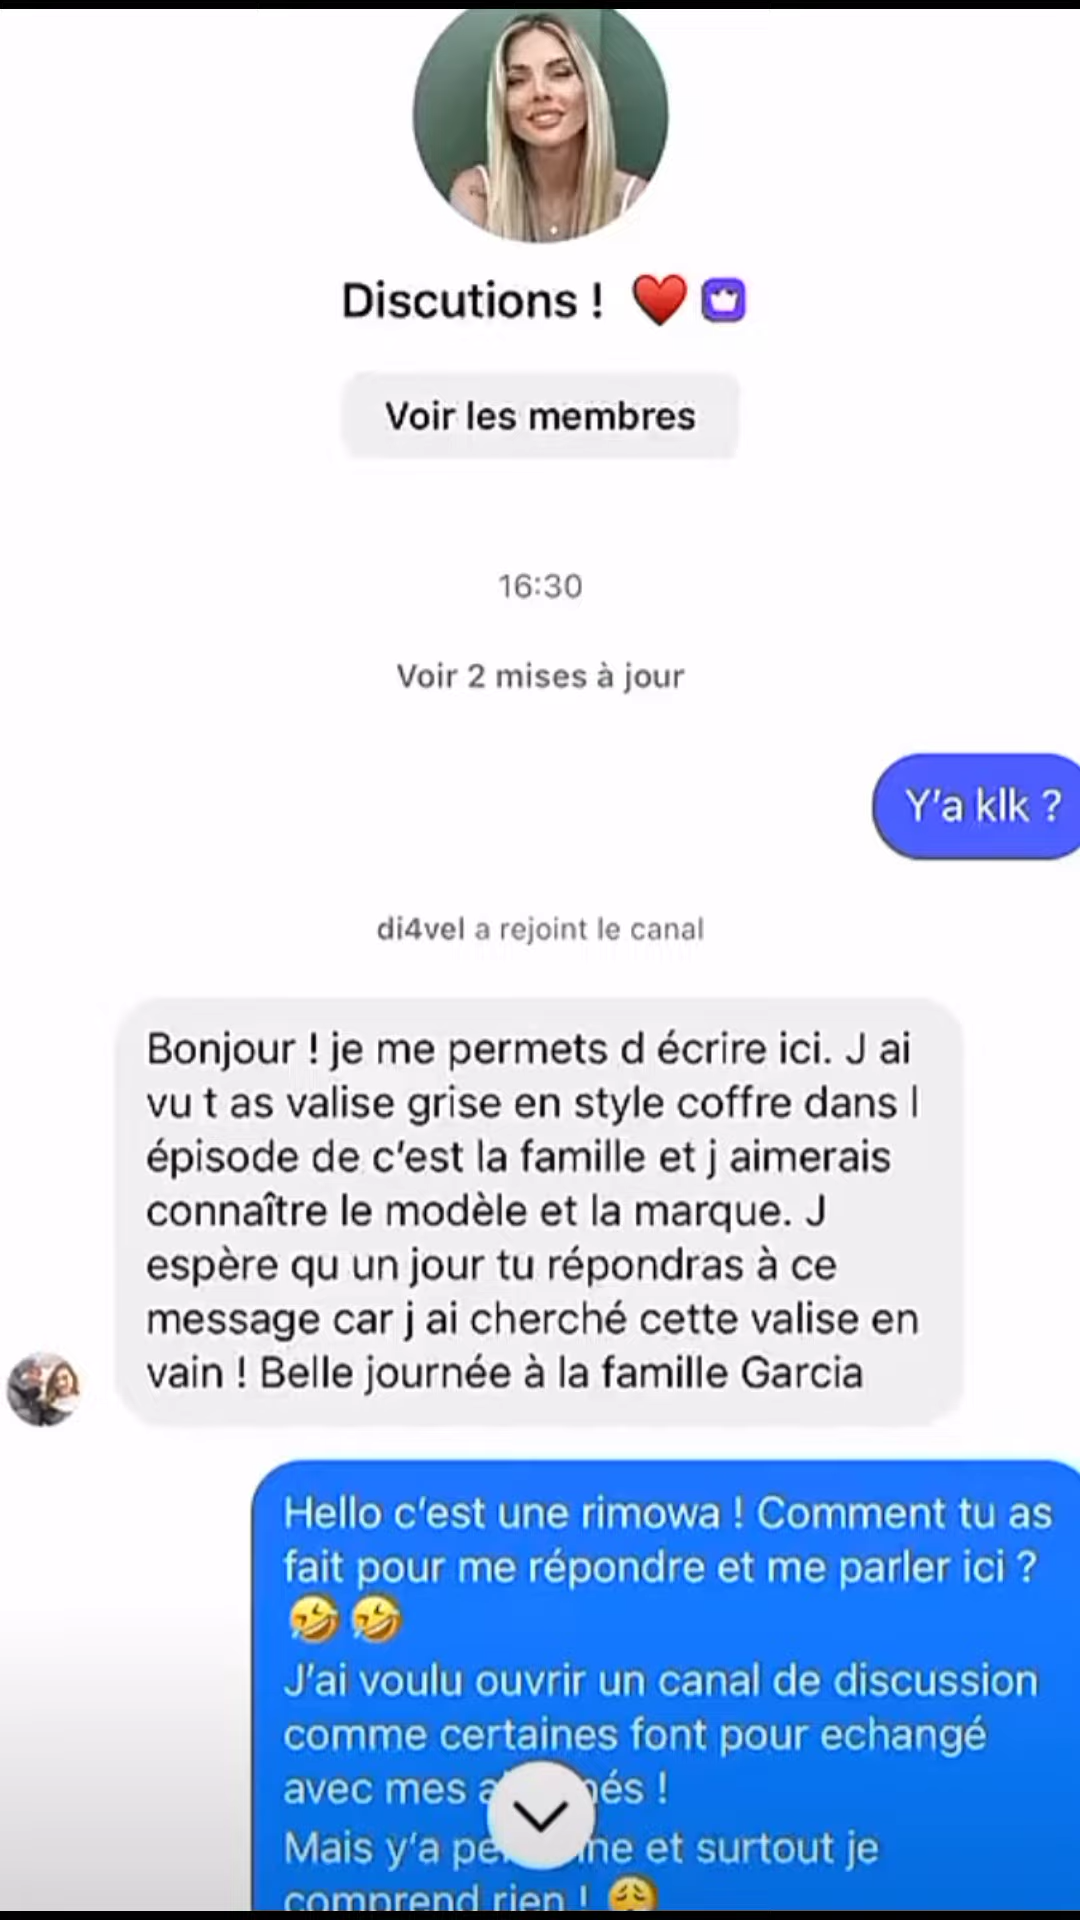 Discutions ! ❤️
Voir les membres
16:30
Voir 2 mises à jour
Y'a klk ?
di4vel a rejoint le canal
Bonjour ! je me permets d écrire ici. J ai
vu t as valise grise en style coffre dans l
épisode de c'est la famille et j aimerais
connaître le modèle et la marque. J
espère qu un jour tu répondras à ce
message car j ai cherché cette valise en
vain ! Belle journée à la famille Garcia
Hello c'est une rimowa ! Comment tu as
fait pour me répondre et me parler ici ?
🤣🤣
J'ai voulu ouvrir un canal de discussion
comme certaines font pour echangé
avec mes !
Mais y'a et surtout je
comprend rien ! 😩